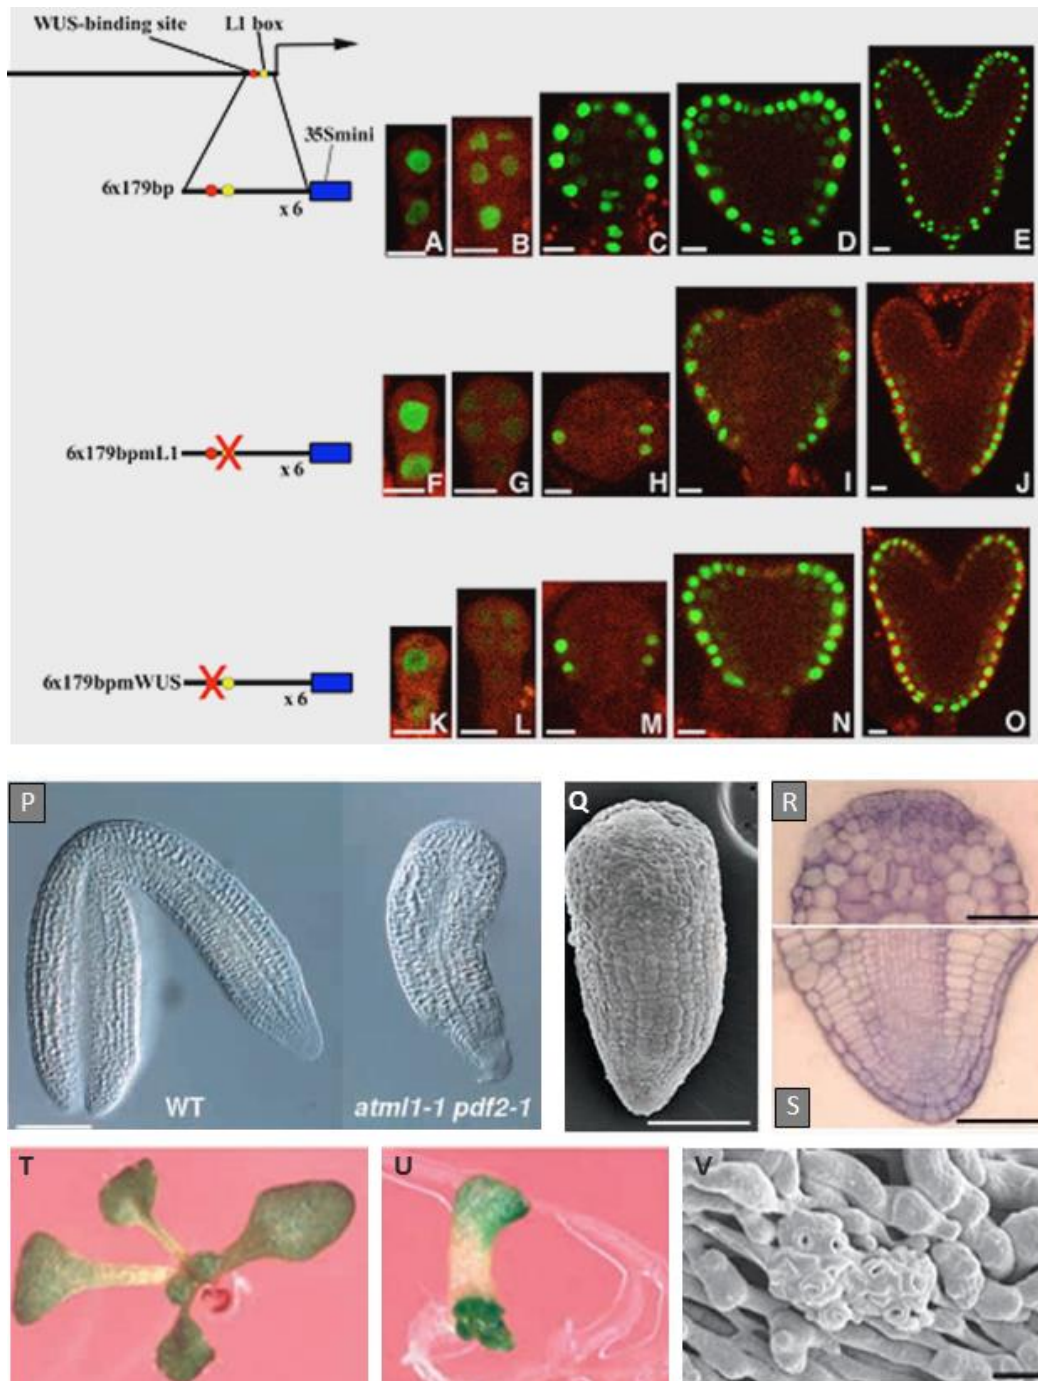 WUS-binding site
L1 box
35Smini
6x179bp
x 6
A B C D E
6x179bpmL1
x 6
F G H I J
6x179bpmWUS
x 6
K L M N O
P
WT
atml1-1 pdf2-1
Q
R
S
T
U
V